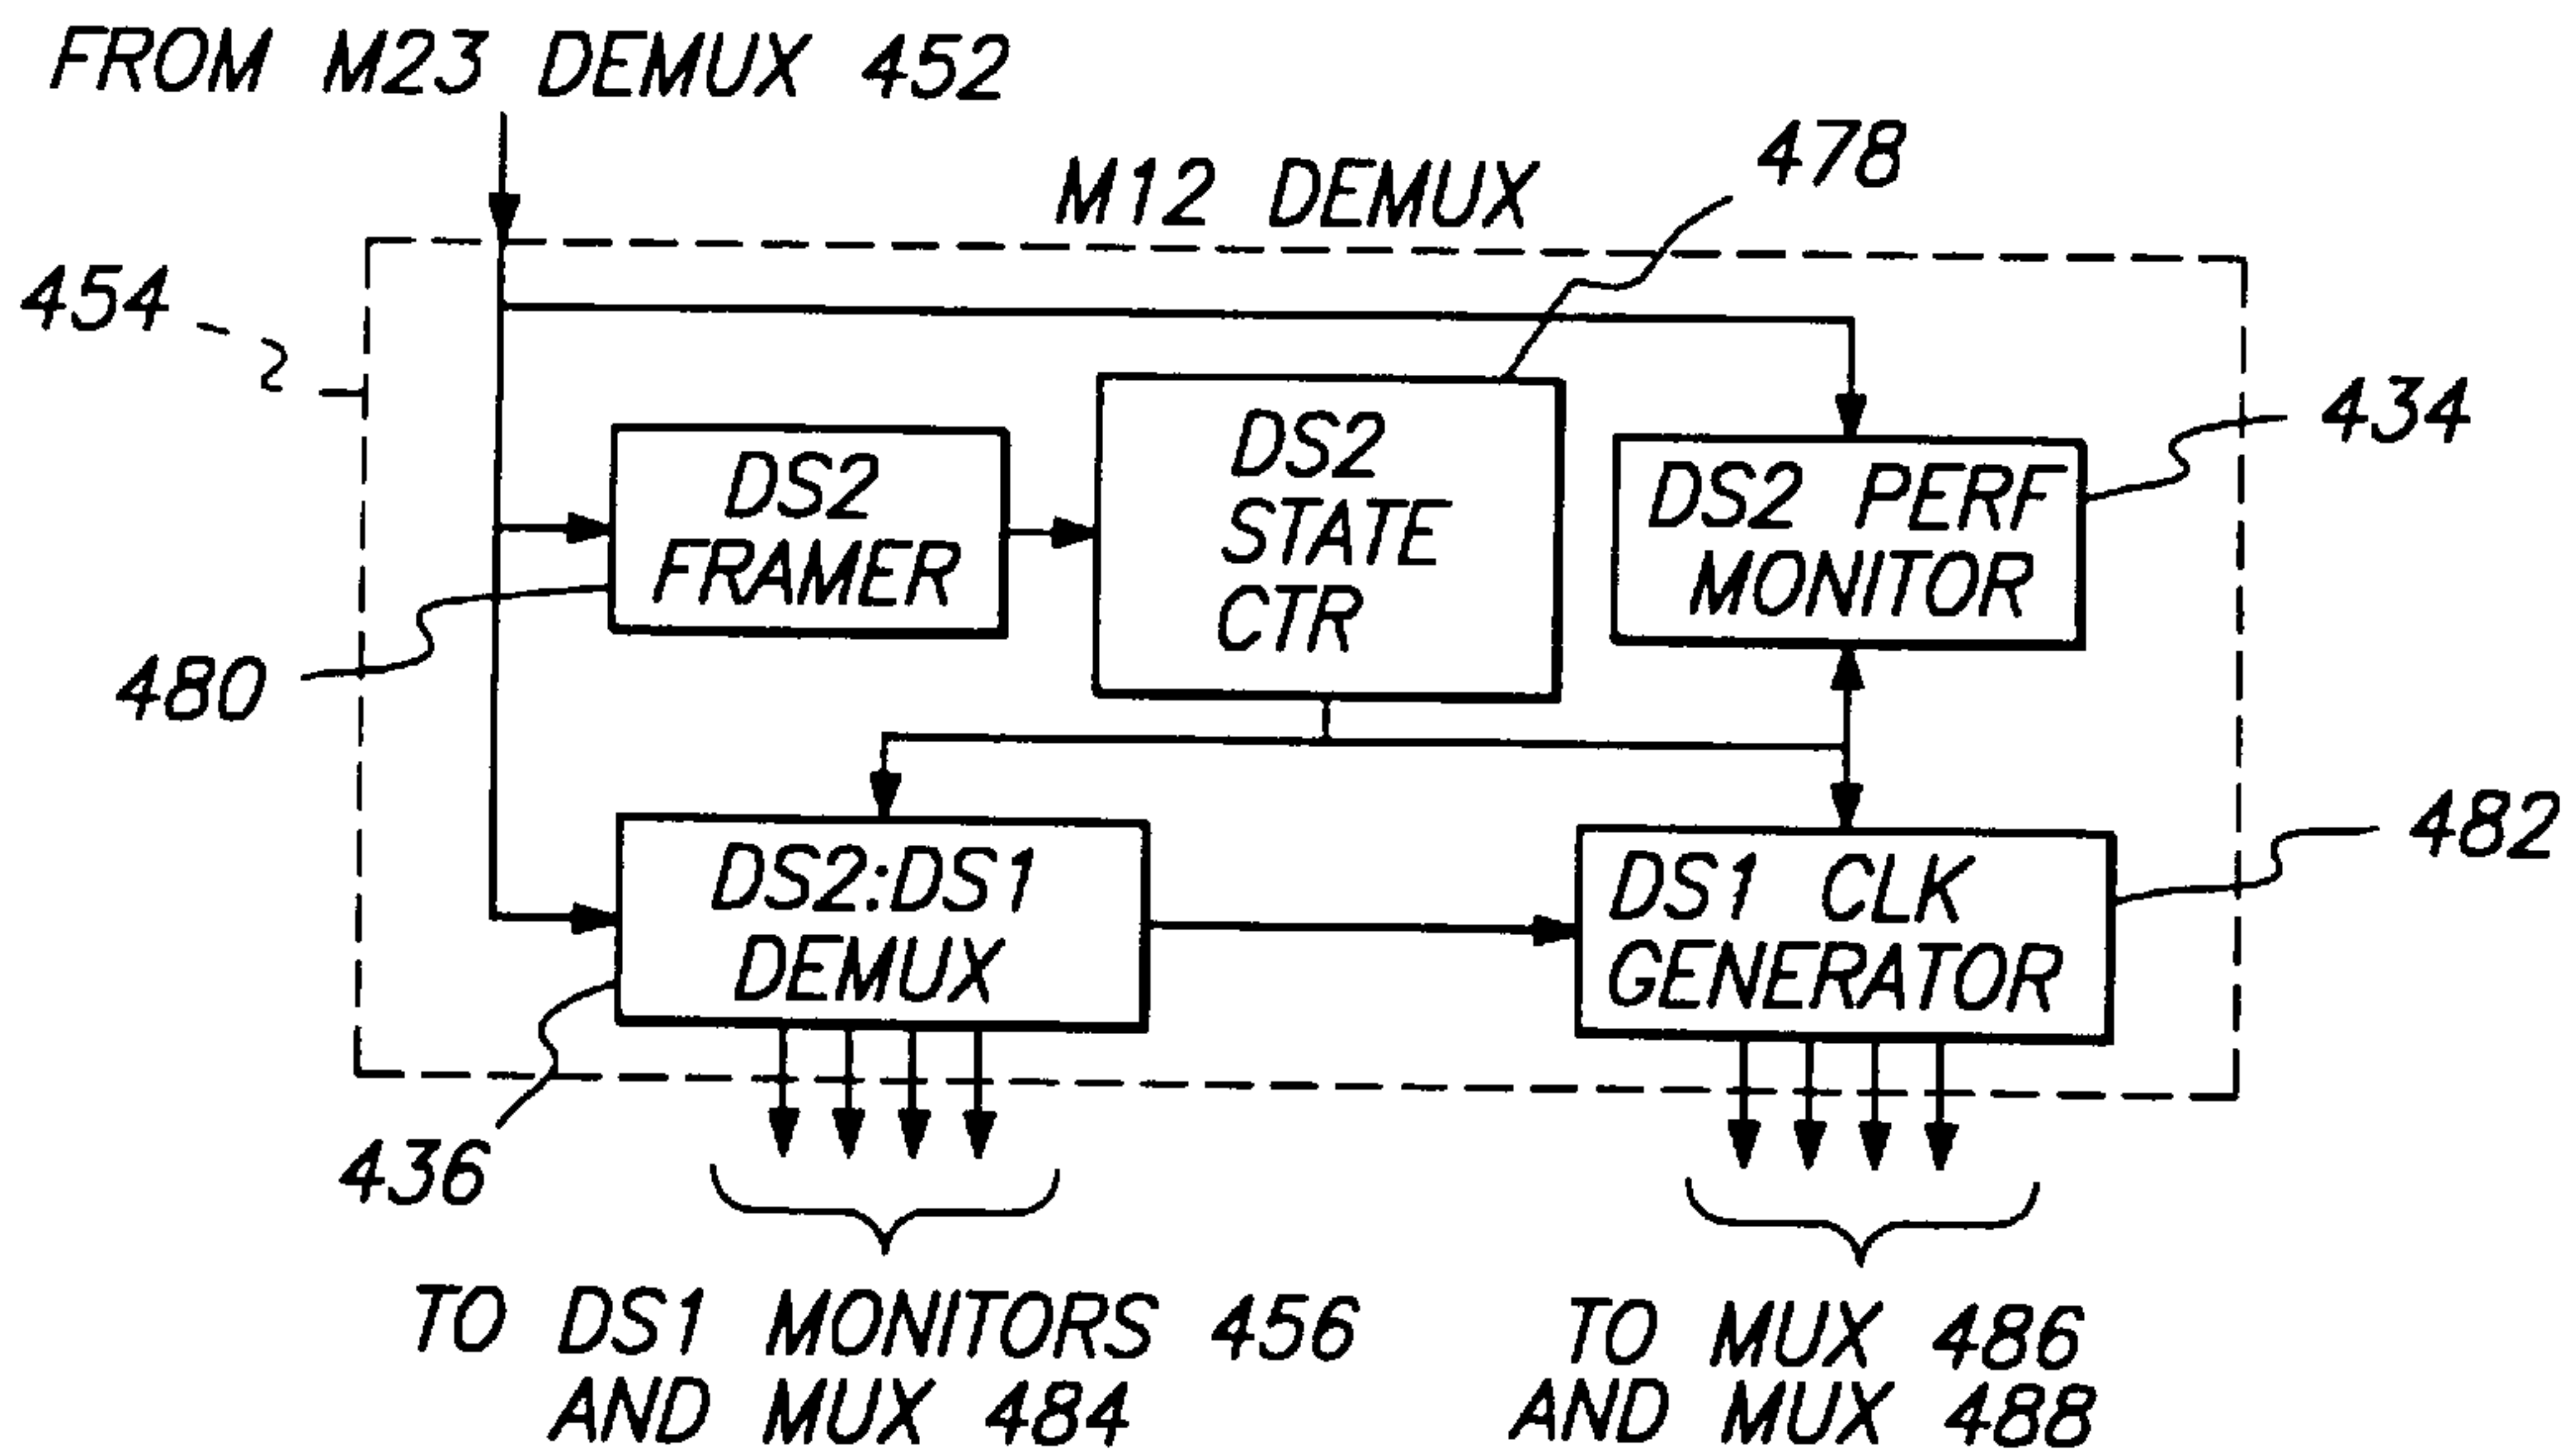 FROM M23 DEMUX 452
M12 DEMUX
478
454
434
DS2
FRAMER
DS2
STATE
CTR
DS2 PERF
MONITOR
480
482
DS2:DS1
DEMUX
DS1 CLK
GENERATOR
436
TO DS1 MONITORS 456
AND MUX 484
TO MUX 486
AND MUX 488